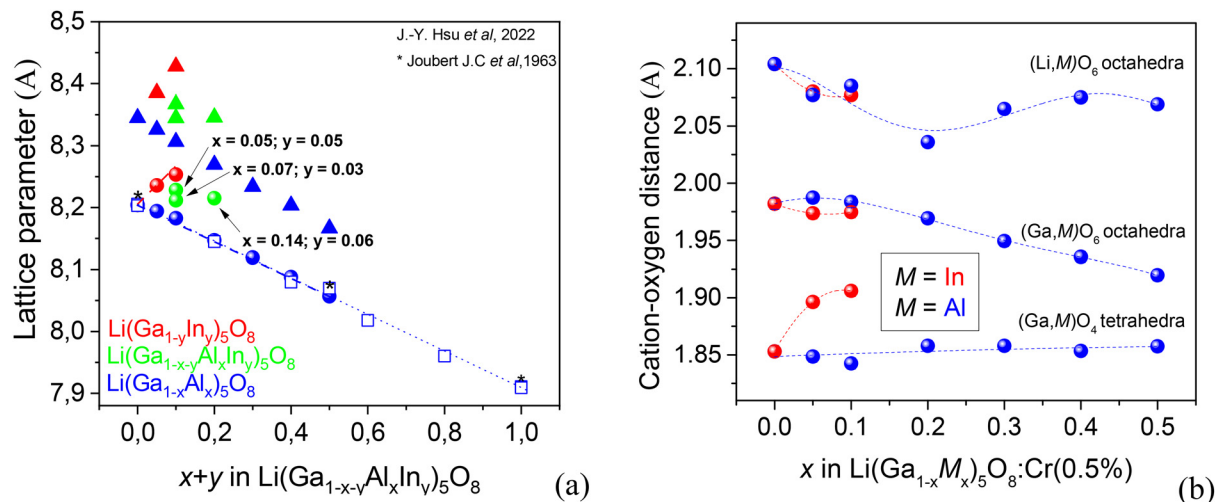 8,5
8,4
8,3
8,2
8,1
8,0
7,9
Lattice parameter (A)
J.-Y. Hsu et al, 2022
* Joubert J.C et al,1963
x = 0.05; y = 0.05
x = 0.07; y = 0.03
x = 0.14; y = 0.06
*
*
*
Li(Ga₁₋yIny)₅O₈
Li(Ga₁₋ₓ₋yAlₓIny)₅O₈
Li(Ga₁₋ₓAlₓ)₅O₈
0,0 0,2 0,4 0,6 0,8 1,0
x+y in Li(Ga₁₋ₓ₋yAlₓIny)₅O₈
(a)
2.10
2.05
2.00
1.95
1.90
1.85
Cation-oxygen distance (A)
(Li,M)O₆ octahedra
(Ga,M)O₆ octahedra
M = In
M = Al
(Ga,M)O₄ tetrahedra
0.0 0.1 0.2 0.3 0.4 0.5
x in Li(Ga₁₋ₓMₓ)₅O₈:Cr(0.5%)
(b)